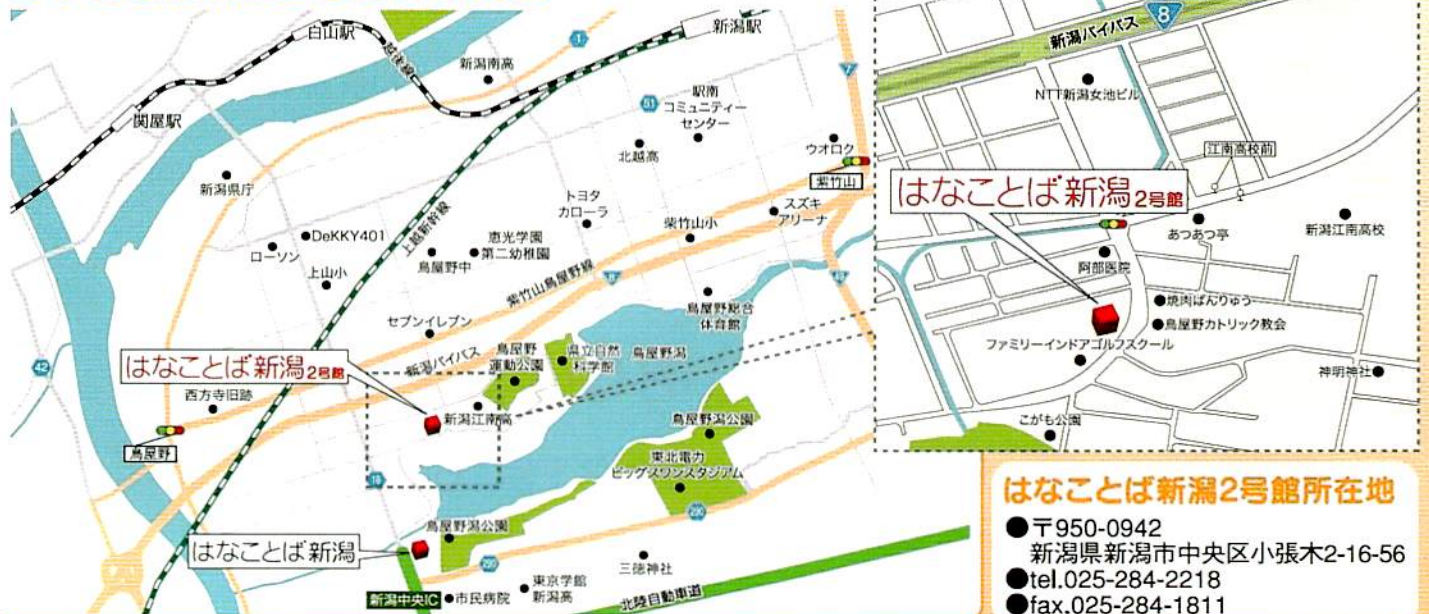 白山駅
越後線
新潟駅
新潟南高
1
7
51
駅南
コミュニティー
センター
関屋駅
北越高
ウオロク
紫竹山
新潟県庁
トヨタ
カローラ
スズキ
アリーナ
上越新幹線
DeKKY401
ローソン
恵光学園
第二幼稚園
鳥屋野中
紫竹山小
上山小
紫竹山鳥屋野線
8
49
鳥屋野総合
体育館
セブンイレブン
42
新潟バイパス
鳥屋野
運動公園
県立自然
科学館
鳥屋野潟
はなことば新潟2号館
西方寺旧跡
新潟江南高
鳥屋野
鳥屋野潟公園
東北電力
ビッグスワンスタジアム
16
290
鳥屋野潟公園
はなことば新潟
290
三徳神社
東京学館
新潟高
新潟中央IC
市民病院
北陸自動車道
8
新潟バイパス
NTT新潟女池ビル
江南高校前
はなことば新潟2号館
あつあつ亭
新潟江南高校
阿部医院
焼肉ばんりゅう
鳥屋野カトリック教会
ファミリーインドアゴルフスクール
神明神社
こがも公園
はなことば新潟2号館所在地
●〒950-0942
新潟県新潟市中央区小張木2-16-56
●tel.025-284-2218
●fax.025-284-1811